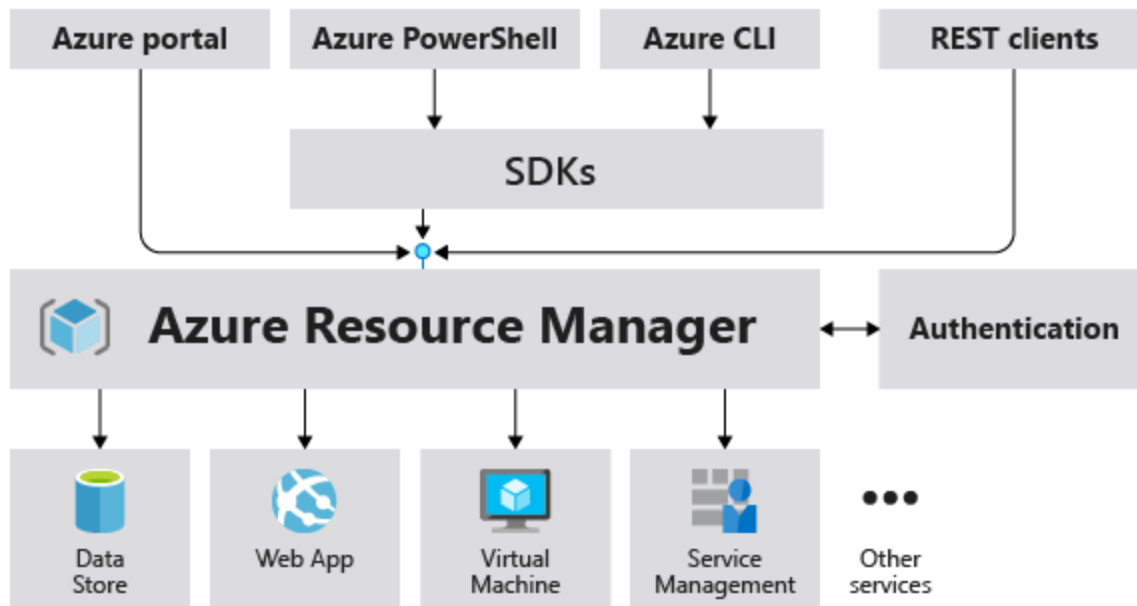 Azure portal
Azure PowerShell
Azure CLI
REST clients
SDKs
Azure Resource Manager
Authentication
Data
Store
Web App
Virtual
Machine
Service
Management
Other
services